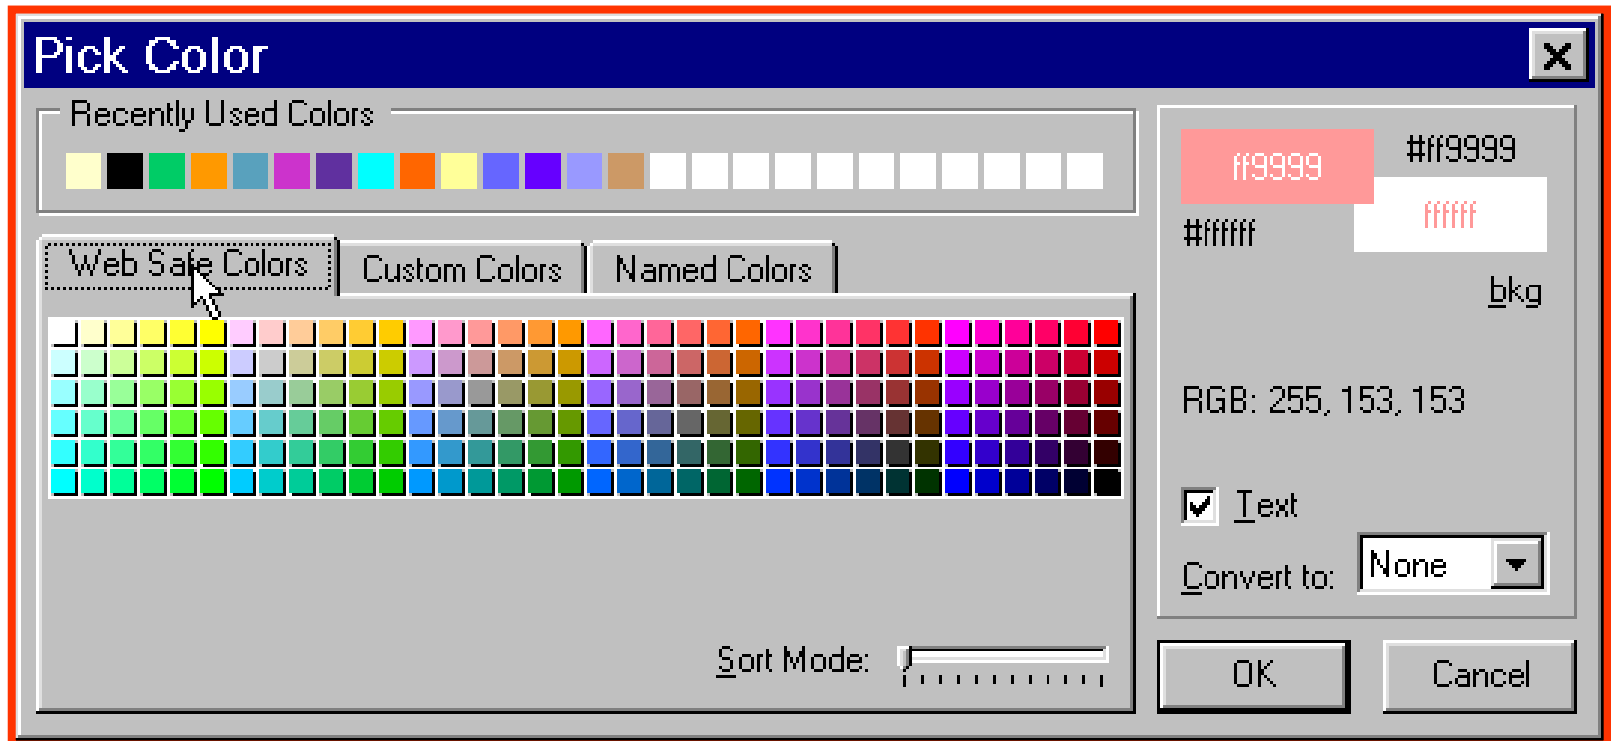 Pick Color
Recently Used Colors
ff9999
#ff9999
ffffff
#ffffff
bkg
Web Safe Colors
Custom Colors
Named Colors
RGB: 255, 153, 153
Text
Convert to:
None
Sort Mode:
OK
Cancel